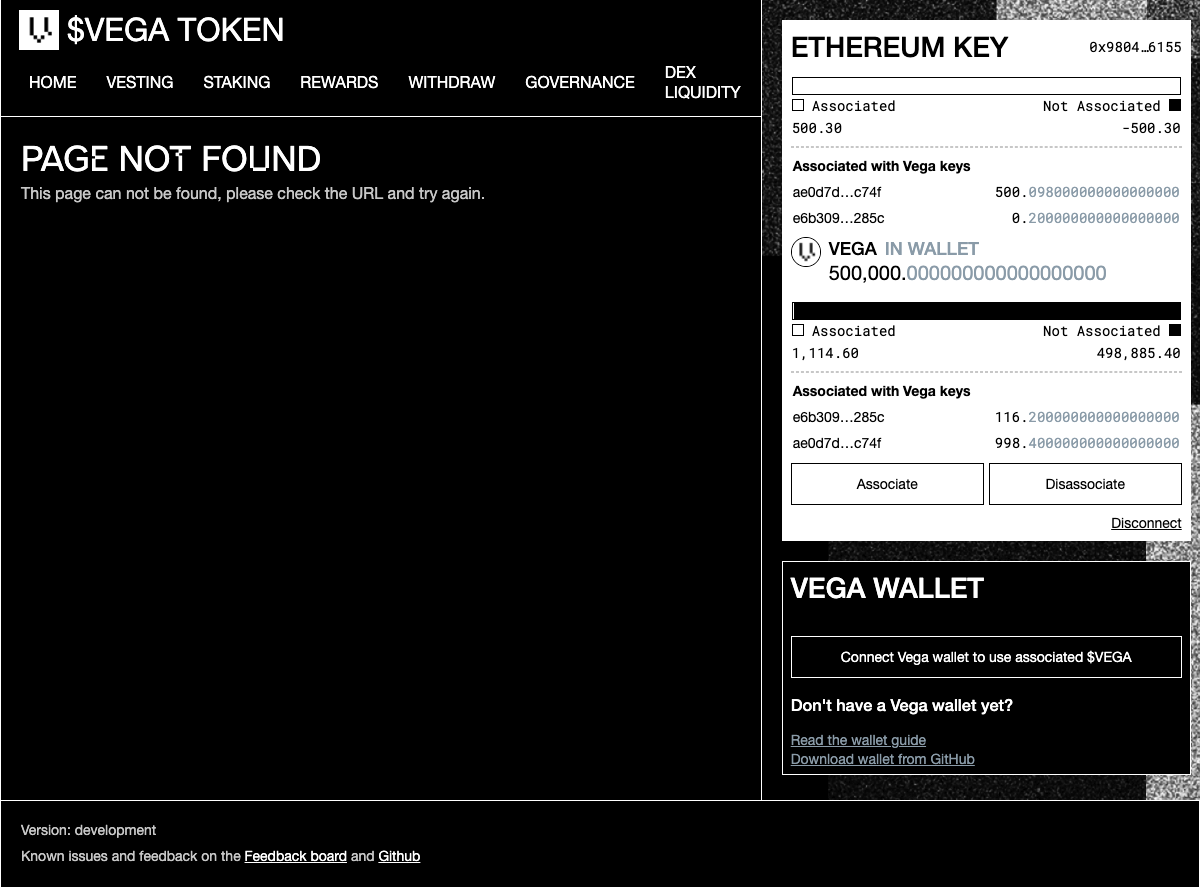 $VEGA TOKEN
HOME VESTING STAKING REWARDS WITHDRAW GOVERNANCE DEX LIQUIDITY
PAGE NOT FOUND
This page can not be found, please check the URL and try again.
ETHEREUM KEY 0x9804…6155
Associated Not Associated
500.30 -500.30
Associated with Vega keys
ae0d7d…c74f 500.098000000000000000
e6b309…285c 0.200000000000000000
VEGA IN WALLET
500,000.000000000000000000
Associated Not Associated
1,114.60 498,885.40
Associated with Vega keys
e6b309…285c 116.200000000000000000
ae0d7d…c74f 998.400000000000000000
Associate Disassociate
Disconnect
VEGA WALLET
Connect Vega wallet to use associated $VEGA
Don't have a Vega wallet yet?
Read the wallet guide
Download wallet from GitHub
Version: development
Known issues and feedback on the Feedback board and Github